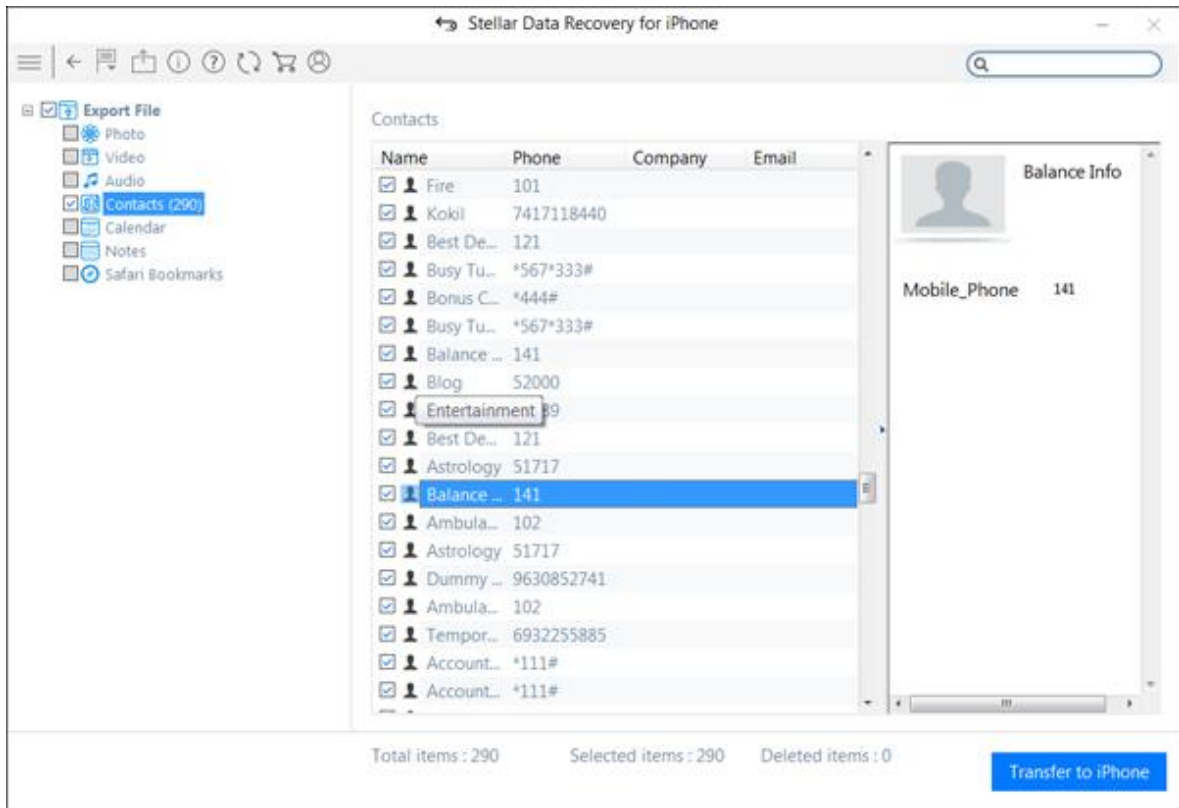 Stellar Data Recovery for iPhone
Export File
Photo
Video
Audio
Contacts (290)
Calendar
Notes
Safari Bookmarks
Contacts
Name Phone Company Email
Fire 101
Kokil 7417118440
Best De... 121
Busy Tu... *567*333#
Bonus C... *444#
Busy Tu... *567*333#
Balance ... 141
Blog 52000
Entertainment 39
Best De... 121
Astrology 51717
Balance ... 141
Ambula... 102
Astrology 51717
Dummy ... 9630852741
Ambula... 102
Tempor... 6932255885
Account... *111#
Account... *111#
Balance Info
Mobile_Phone 141
Total items : 290 Selected items : 290 Deleted items : 0
Transfer to iPhone